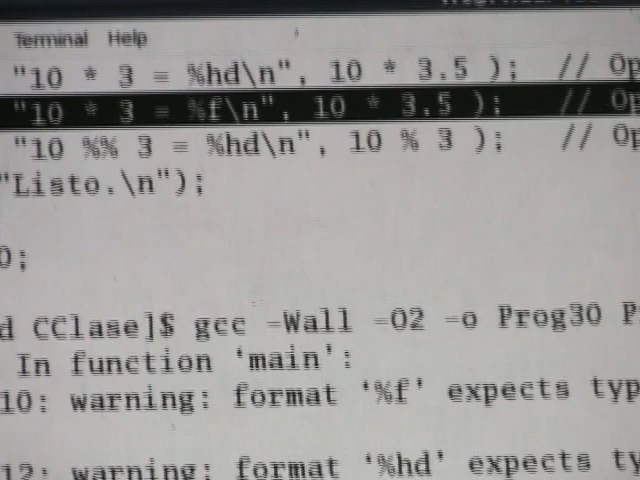 Terminal Help
"10 * 3 = %hd\n", 10 * 3.5 ); // Op
"10 * 3 = %f\n", 10 * 3.5 ); // Op
"10 %% 3 = %hd\n", 10 % 3 ); // Op
"Listo.\n");
0;
d CClase]$ gcc -Wall -O2 -o Prog30 P
In function 'main':
10: warning: format '%f' expects typ
12: warning: format '%hd' expects ty